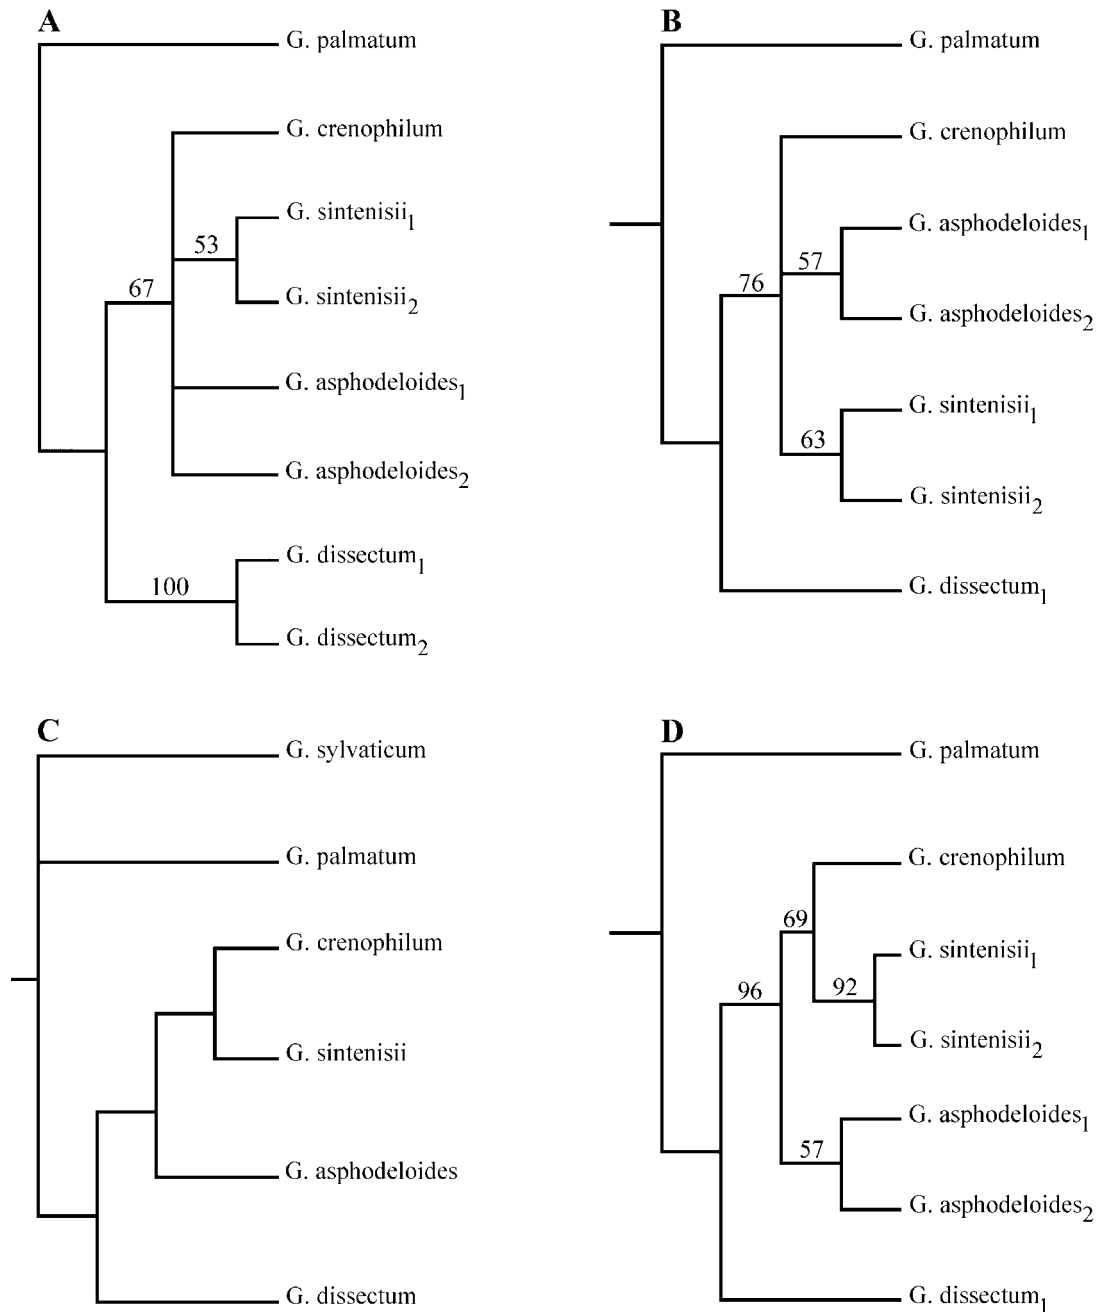 A
G. palmatum
G. crenophilum
G. sintenisii1
53
67
G. sintenisii2
G. asphodeloides1
G. asphodeloides2
G. dissectum1
100
G. dissectum2
B
G. palmatum
G. crenophilum
G. asphodeloides1
57
76
G. asphodeloides2
G. sintenisii1
63
G. sintenisii2
G. dissectum1
C
G. sylvaticum
G. palmatum
G. crenophilum
G. sintenisii
G. asphodeloides
G. dissectum
D
G. palmatum
G. crenophilum
69
G. sintenisii1
96
92
G. sintenisii2
G. asphodeloides1
57
G. asphodeloides2
G. dissectum1